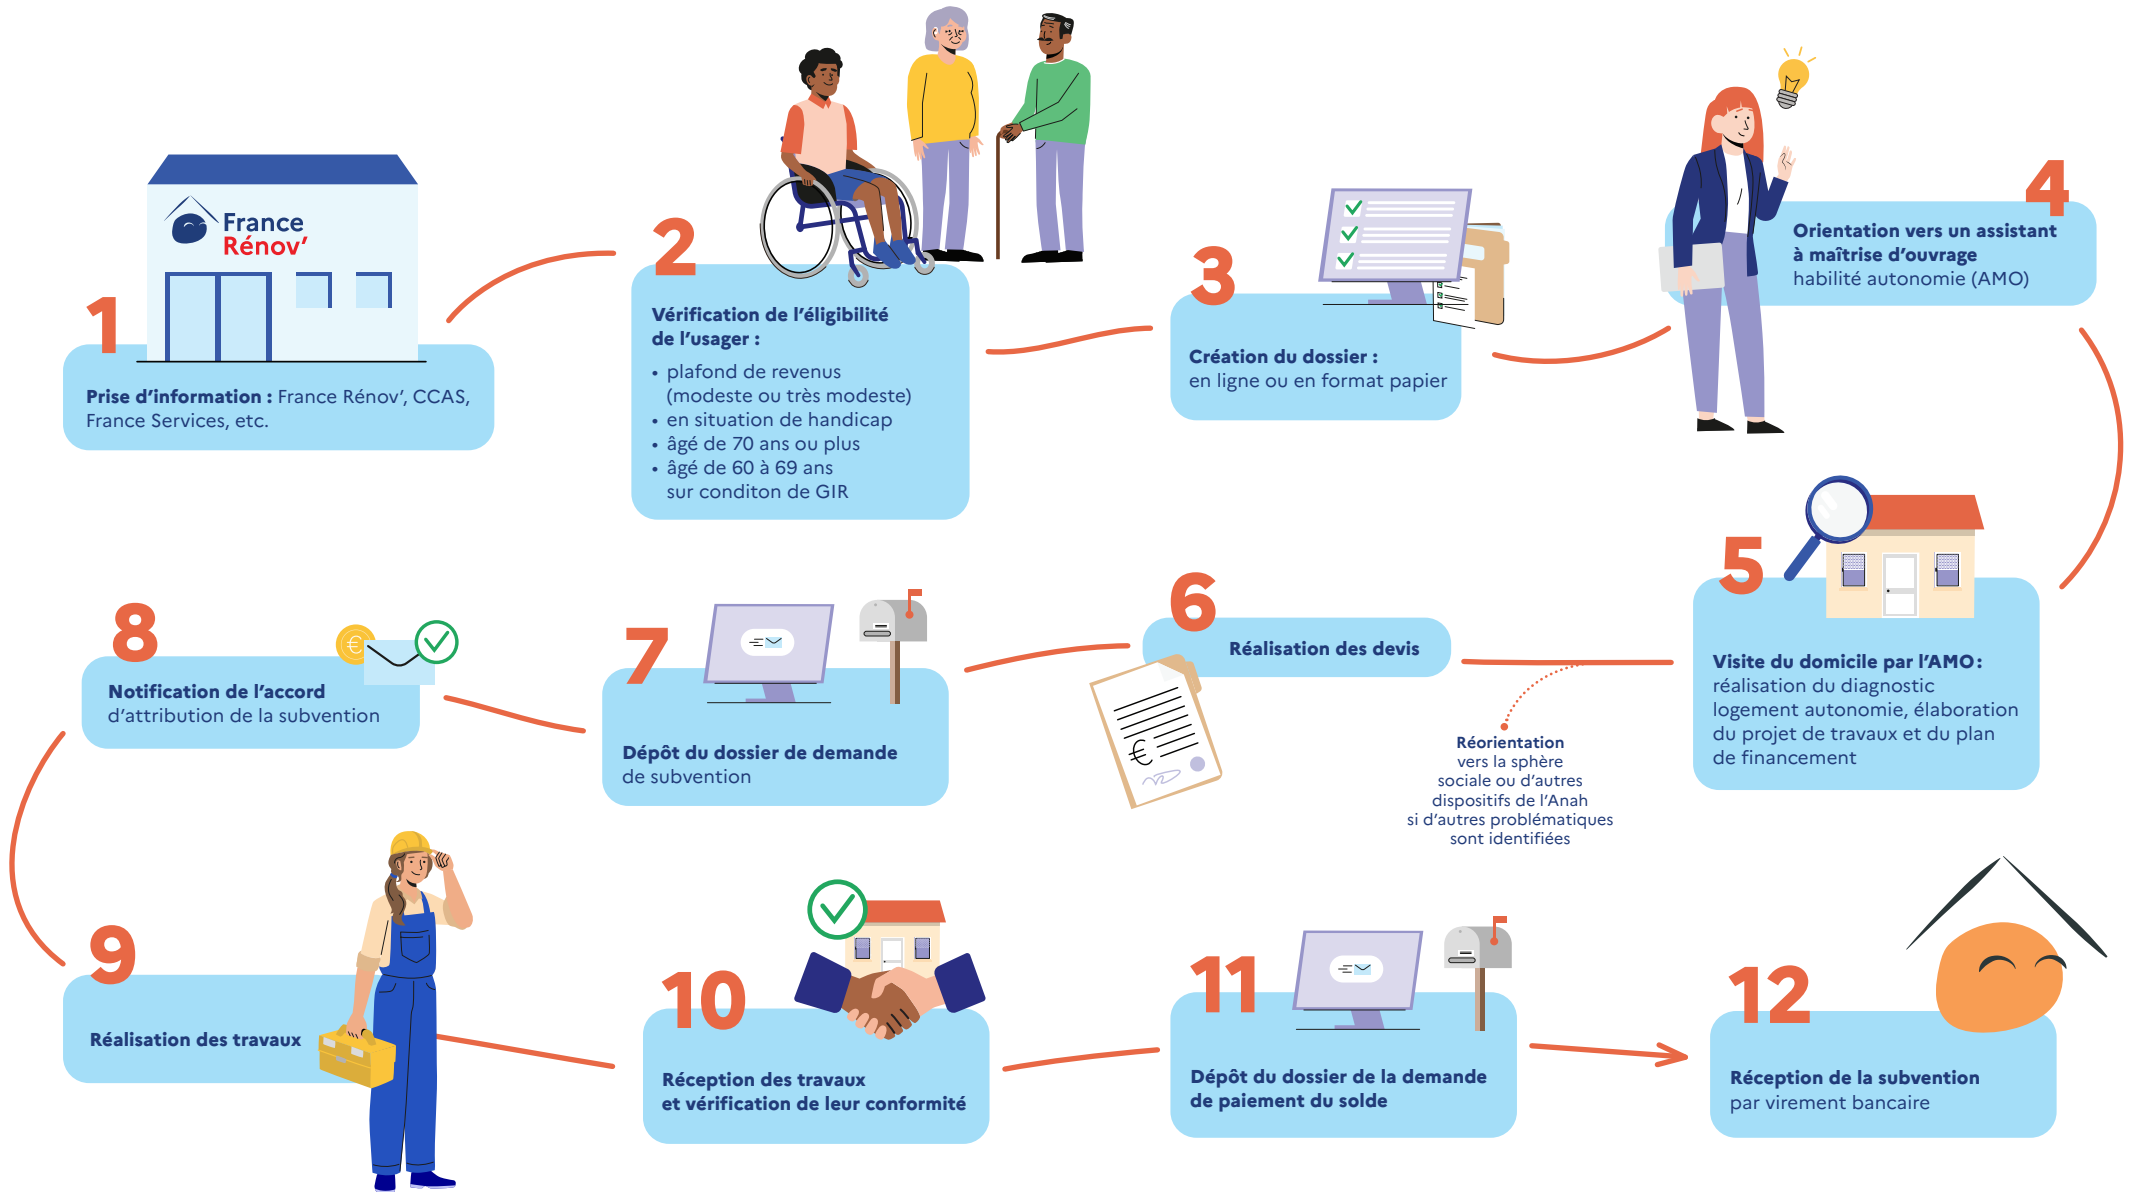 France
Rénov’
1
Prise d’information : France Rénov’, CCAS,
France Services, etc.
2
Vérification de l’éligibilité
de l’usager :
• plafond de revenus
(modeste ou très modeste)
• en situation de handicap
• âgé de 70 ans ou plus
• âgé de 60 à 69 ans
sur conditon de GIR
3
Création du dossier :
en ligne ou en format papier
4
Orientation vers un assistant
à maîtrise d’ouvrage
habilité autonomie (AMO)
5
Visite du domicile par l’AMO :
réalisation du diagnostic
logement autonomie, élaboration
du projet de travaux et du plan
de financement
Réorientation
vers la sphère
sociale ou d’autres
dispositifs de l’Anah
si d’autres problématiques
sont identifiées
6
Réalisation des devis
€
7
Dépôt du dossier de demande
de subvention
8
€
Notification de l’accord
d’attribution de la subvention
9
Réalisation des travaux
10
Réception des travaux
et vérification de leur conformité
11
Dépôt du dossier de la demande
de paiement du solde
12
Réception de la subvention
par virement bancaire